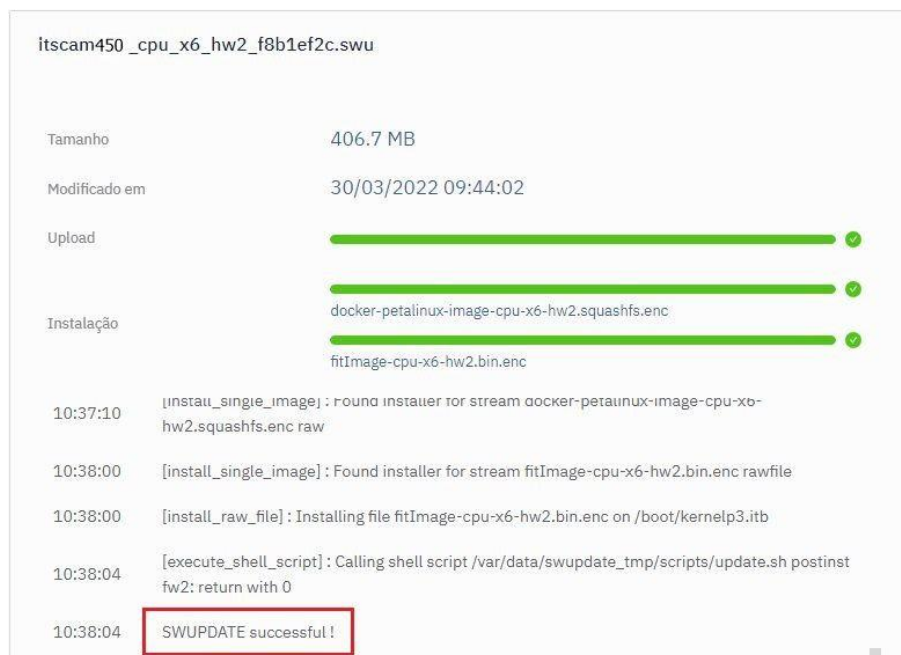 itscam450 _cpu_x6_hw2_f8b1ef2c.swu
Tamanho 406.7 MB
Modificado em 30/03/2022 09:44:02
Upload
docker-petalinux-image-cpu-x6-hw2.squashfs.enc
Instalação
fitImage-cpu-x6-hw2.bin.enc
10:37:10 [install_single_image] : Found installer for stream docker-petalinux-image-cpu-x6-
hw2.squashfs.enc raw
10:38:00 [install_single_image] : Found installer for stream fitImage-cpu-x6-hw2.bin.enc rawfile
10:38:00 [install_raw_file] : Installing file fitImage-cpu-x6-hw2.bin.enc on /boot/kernelp3.itb
10:38:04 [execute_shell_script] : Calling shell script /var/data/swupdate_tmp/scripts/update.sh postinst
fw2: return with 0
10:38:04 SWUPDATE successful !